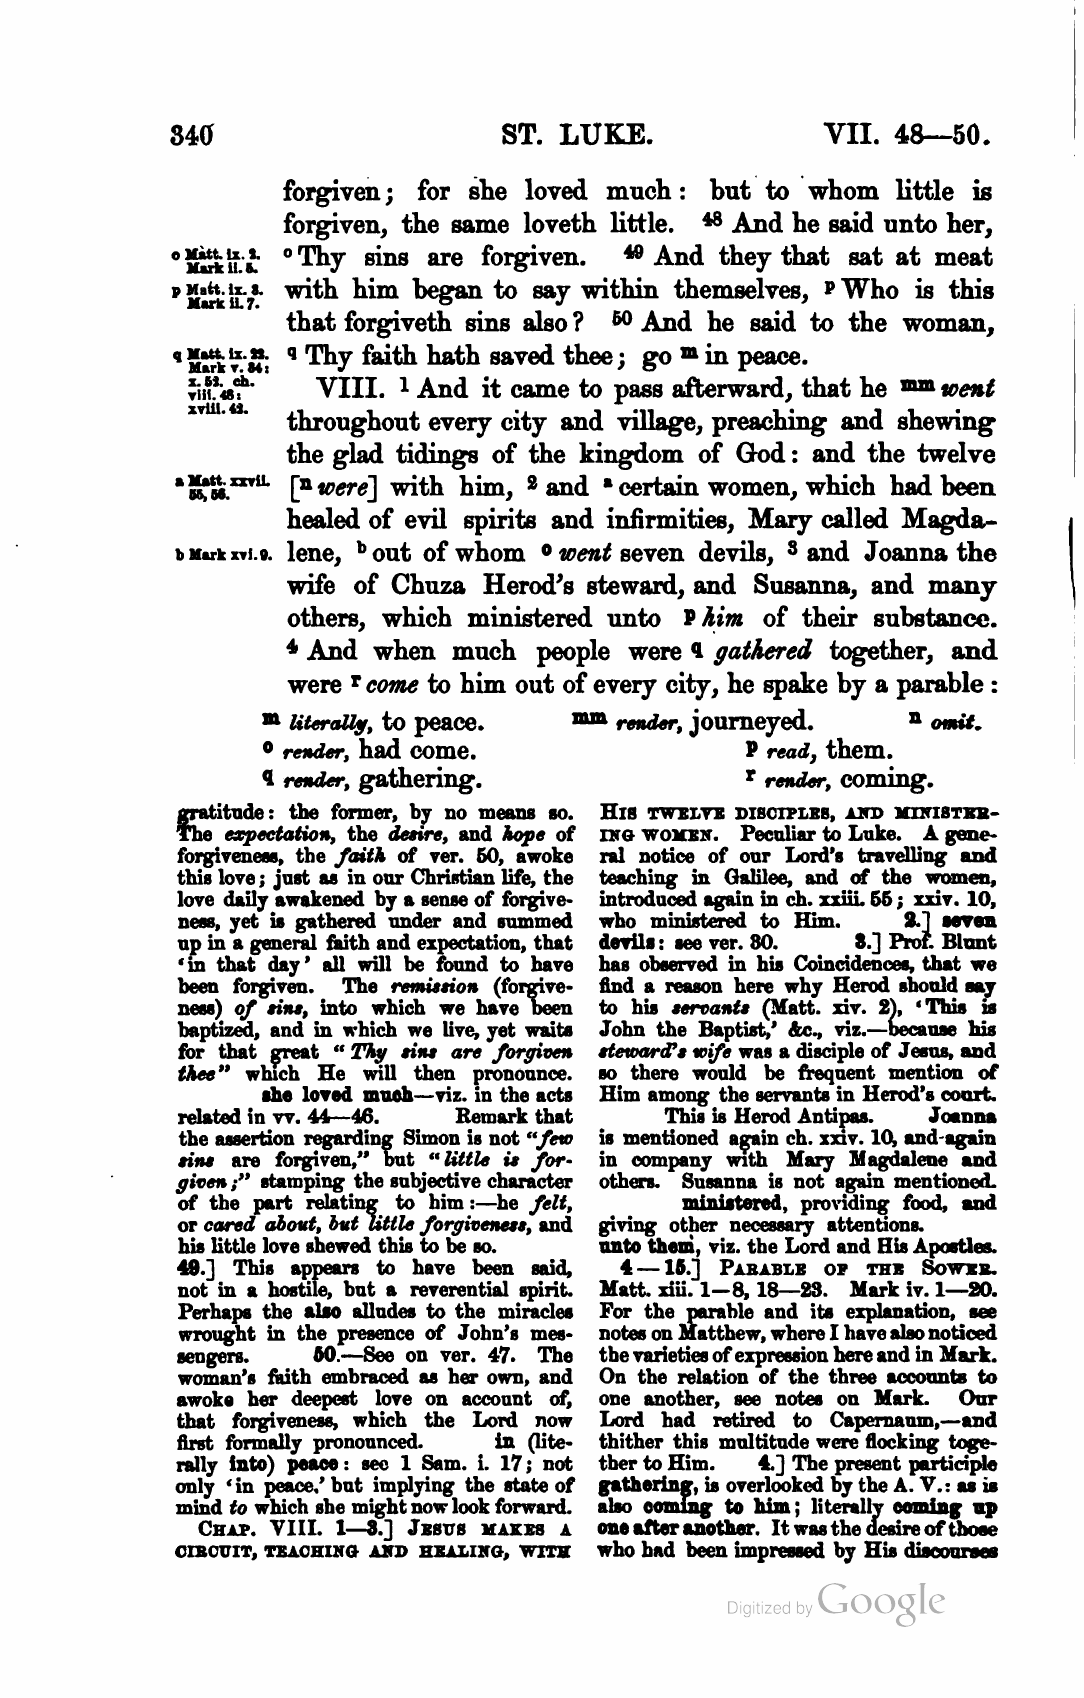 340 ST. LUKE. VII. 48—50.
forgiven; for she loved much: but to whom little is
forgiven, the same loveth little. 48 And he said unto her,
o Matt. ix. 2.
Mark ii. 5.
o Thy sins are forgiven. 49 And they that sat at meat
p Matt. ix. 3.
Mark ii. 7.
with him began to say within themselves, p Who is this
that forgiveth sins also? 50 And he said to the woman,
q Matt. ix. 22.
Mark v. 34:
x. 52. ch.
viii. 48:
xviii. 42.
q Thy faith hath saved thee; go m in peace.
VIII. 1 And it came to pass afterward, that he mm went
throughout every city and village, preaching and shewing
the glad tidings of the kingdom of God: and the twelve
a Matt. xxvii.
55, 56.
[n were] with him, 2 and a certain women, which had been
healed of evil spirits and infirmities, Mary called Magda-
b Mark xvi. 9.
lene, b out of whom o went seven devils, 3 and Joanna the
wife of Chuza Herod's steward, and Susanna, and many
others, which ministered unto p him of their substance.
4 And when much people were q gathered together, and
were r come to him out of every city, he spake by a parable:
m literally, to peace. mm render, journeyed. n omit.
o render, had come. p read, them.
q render, gathering. r render, coming.
gratitude: the former, by no means so.
The expectation, the desire, and hope of
forgiveness, the faith of ver. 50, awoke
this love; just as in our Christian life, the
love daily awakened by a sense of forgive-
ness, yet is gathered under and summed
up in a general faith and expectation, that
'in that day' all will be found to have
been forgiven. The remission (forgive-
ness) of sins, into which we have been
baptized, and in which we live, yet waits
for that great "Thy sins are forgiven
thee" which He will then pronounce.
she loved much—viz. in the acts
related in vv. 44—46. Remark that
the assertion regarding Simon is not "few
sins are forgiven," but "little is for-
given;" stamping the subjective character
of the part relating to him:—he felt,
or cared about, but little forgiveness, and
his little love shewed this to be so.
49.] This appears to have been said,
not in a hostile, but a reverential spirit.
Perhaps the also alludes to the miracles
wrought in the presence of John's mes-
sengers. 50.—See on ver. 47. The
woman's faith embraced as her own, and
awoke her deepest love on account of,
that forgiveness, which the Lord now
first formally pronounced. in (lite-
rally into) peace: see 1 Sam. i. 17; not
only 'in peace,' but implying the state of
mind to which she might now look forward.
CHAP. VIII. 1—3.] JESUS MAKES A
CIRCUIT, TEACHING AND HEALING, WITH
HIS TWELVE DISCIPLES, AND MINISTER-
ING WOMEN. Peculiar to Luke. A gene-
ral notice of our Lord's travelling and
teaching in Galilee, and of the women,
introduced again in ch. xxiii. 55; xxiv. 10,
who ministered to Him. 2.] seven
devils: see ver. 30. 3.] Prof. Blunt
has observed in his Coincidences, that we
find a reason here why Herod should say
to his servants (Matt. xiv. 2), 'This is
John the Baptist,' &c., viz.—because his
steward's wife was a disciple of Jesus, and
so there would be frequent mention of
Him among the servants in Herod's court.
This is Herod Antipas. Joanna
is mentioned again ch. xxiv. 10, and again
in company with Mary Magdalene and
others. Susanna is not again mentioned.
ministered, providing food, and
giving other necessary attentions.
unto them, viz. the Lord and His Apostles.
4—15.] PARABLE OF THE SOWER.
Matt. xiii. 1—8, 18—23. Mark iv. 1—20.
For the parable and its explanation, see
notes on Matthew, where I have also noticed
the varieties of expression here and in Mark.
On the relation of the three accounts to
one another, see notes on Mark. Our
Lord had retired to Capernaum,—and
thither this multitude were flocking toge-
ther to Him. 4.] The present participle
gathering, is overlooked by the A. V.: as is
also coming to him; literally coming up
one after another. It was the desire of those
who had been impressed by His discourses
Digitized by Google